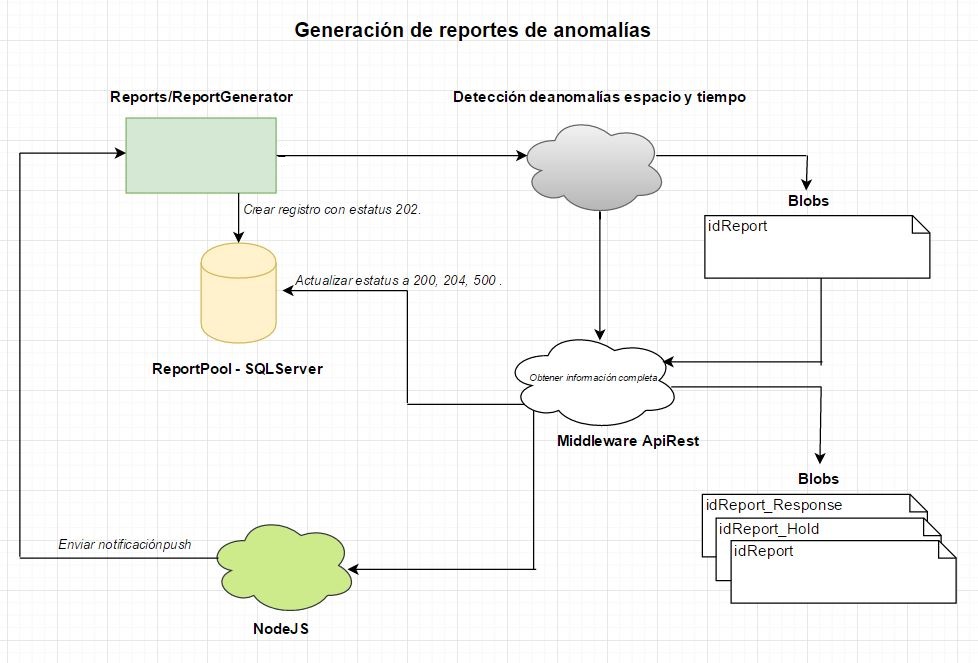 Generación de reportes de anomalías
Reports/ReportGenerator
Detección deanomalías espacio y tiempo
Crear registro con estatus 202.
Blobs
idReport
Actualizar estatus a 200, 204, 500 .
ReportPool - SQLServer
Obtener información completa.
Middleware ApiRest
Blobs
idReport_Response
idReport_Hold
idReport
Enviar notificaciónpush
NodeJS